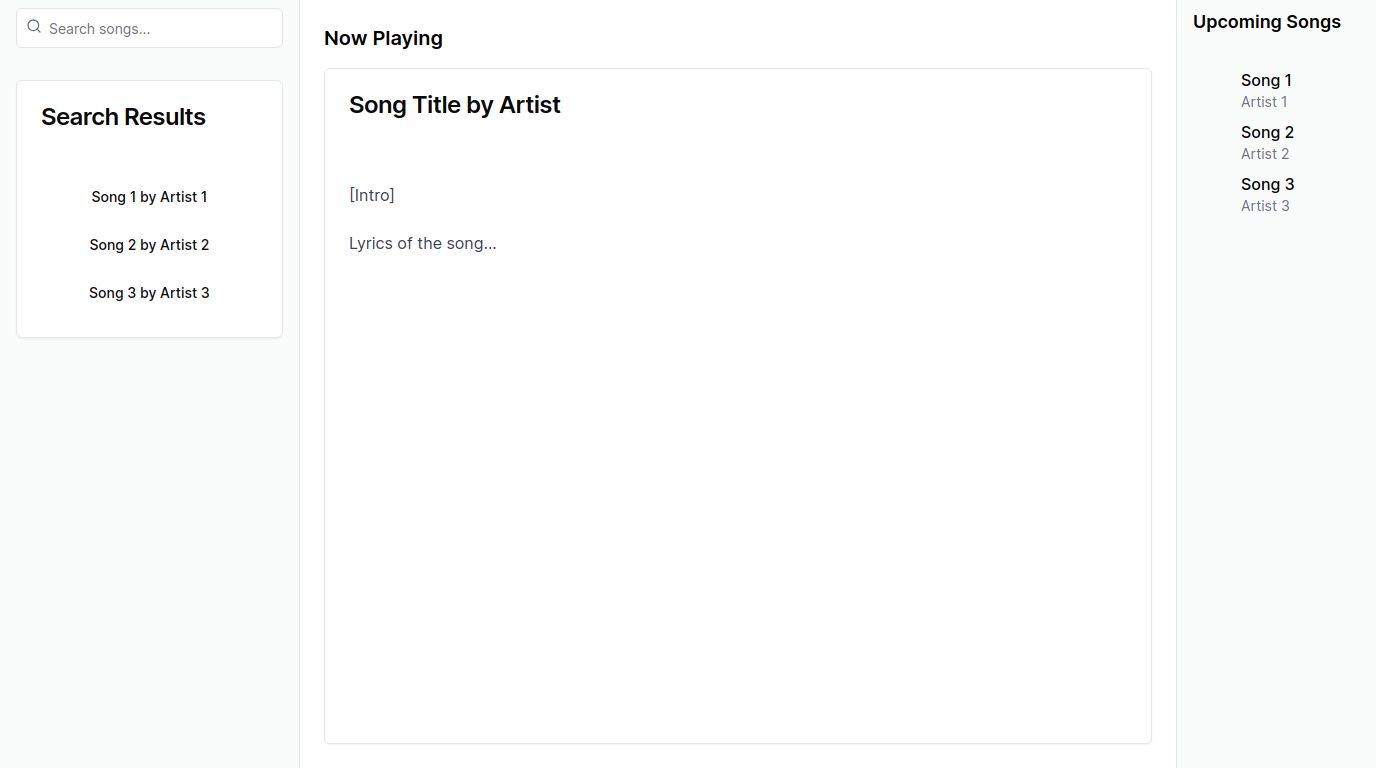 Search songs...
Search Results
Song 1 by Artist 1
Song 2 by Artist 2
Song 3 by Artist 3
Now Playing
Song Title by Artist
[Intro]
Lyrics of the song...
Upcoming Songs
Song 1
Artist 1
Song 2
Artist 2
Song 3
Artist 3